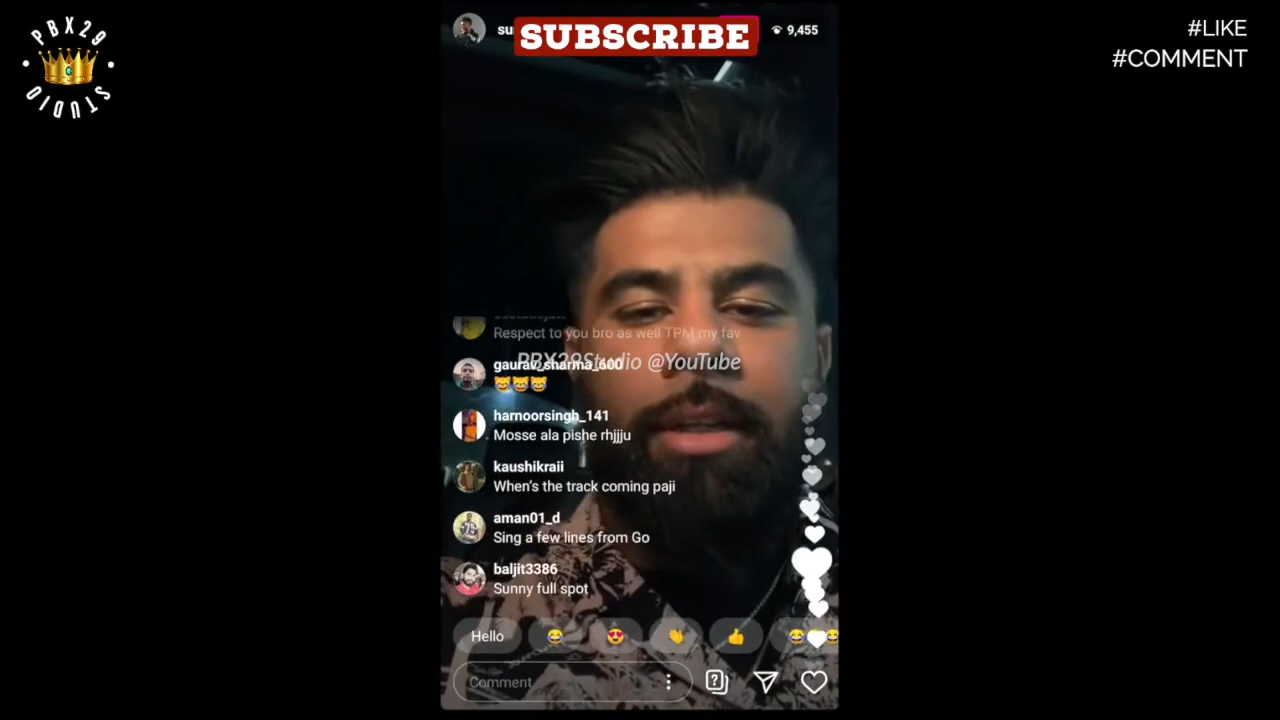 PBX29
STUDIO
su
SUBSCRIBE
9,455
#LIKE
#COMMENT
Respect to you bro as well TPM my fav
PBX29Studio @YouTube
gaurav_sharma_600
harnoorsingh_141
Mosse ala pishe rhjjju
kaushikraii
When's the track coming paji
aman01_d
Sing a few lines from Go
baljit3386
Sunny full spot
Hello
Comment